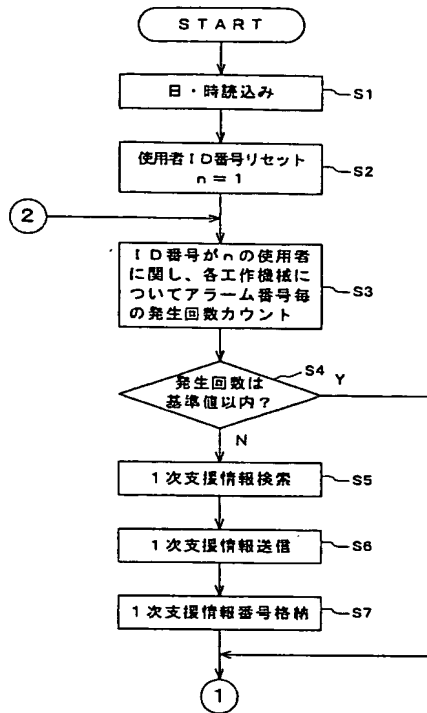 START
日・時読込み
S1
使用者ID番号リセット
n=1
S2
2
ID番号がnの使用者
に関し、各工作機械に
ついてアラーム番号毎
の発生回数カウント
S3
S4
発生回数は
基準値以内?
Y
N
1次支援情報検索
S5
1次支援情報送信
S6
1次支援情報番号格納
S7
1